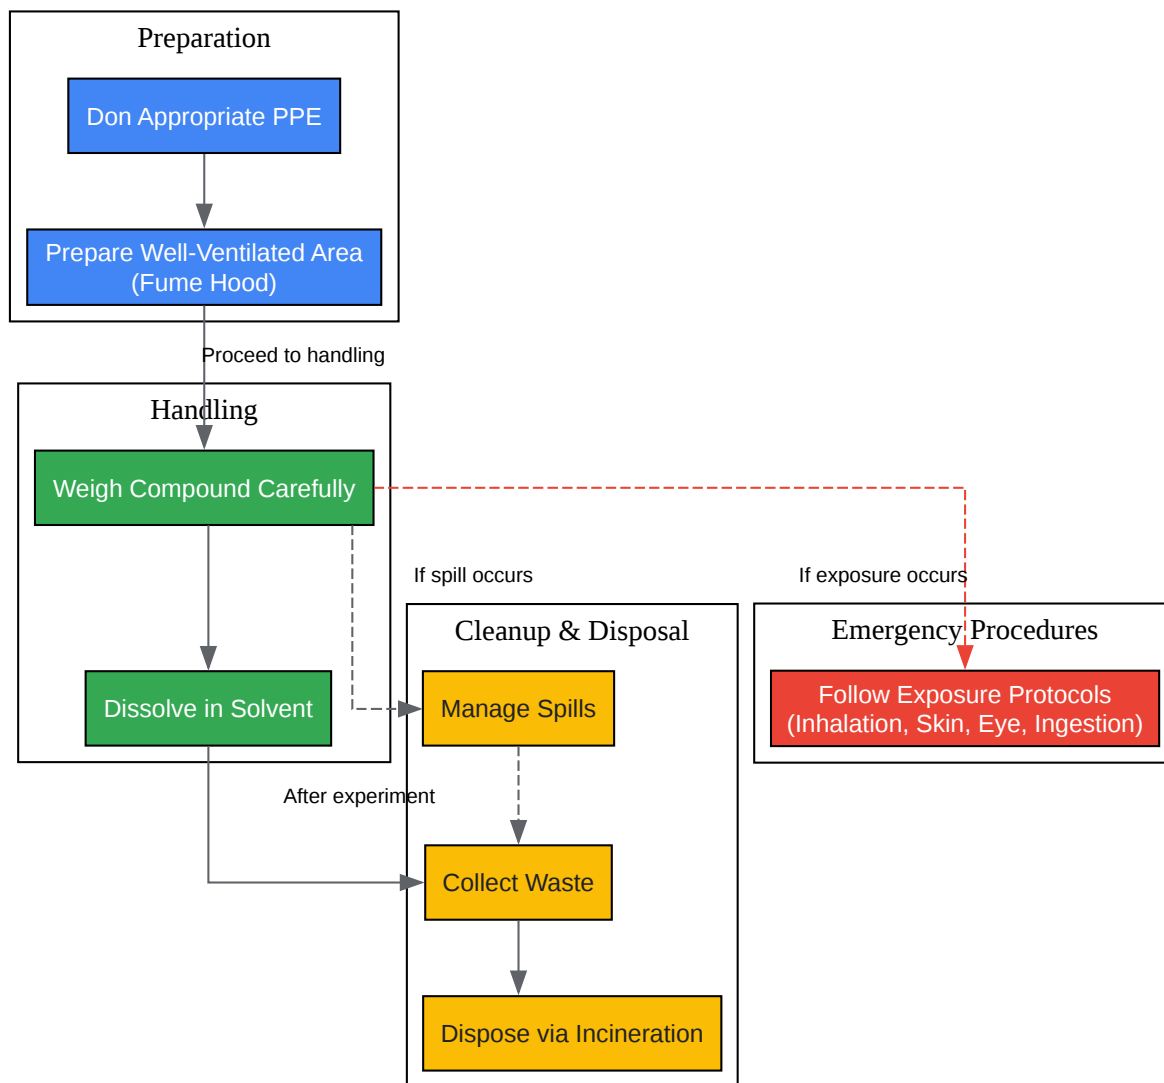 Preparation
Don Appropriate PPE
Prepare Well-Ventilated Area
(Fume Hood)
Proceed to handling
Handling
Weigh Compound Carefully
If spill occurs
If exposure occurs
Cleanup & Disposal
Emergency Procedures
Dissolve in Solvent
Manage Spills
Follow Exposure Protocols
(Inhalation, Skin, Eye, Ingestion)
After experiment
Collect Waste
Dispose via Incineration